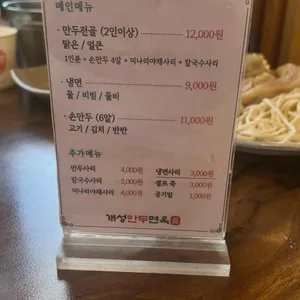 메인메뉴
· 만두전골 (2인이상) 12,000원
맑은 / 얼큰
1인분 + 손만두 4알 + 미나리야채사리 + 칼국수사리
· 냉면 9,000원
물 / 비빔 / 물비
· 손만두 (6알) 11,000원
고기 / 김치 / 반반
추가메뉴
만두사리 4,000원 냉면사리 3,000원
칼국수사리 3,000원 셀프 죽 3,000원
미나리야채사리 4,000원 공기밥 1,000원
개성만두면옥